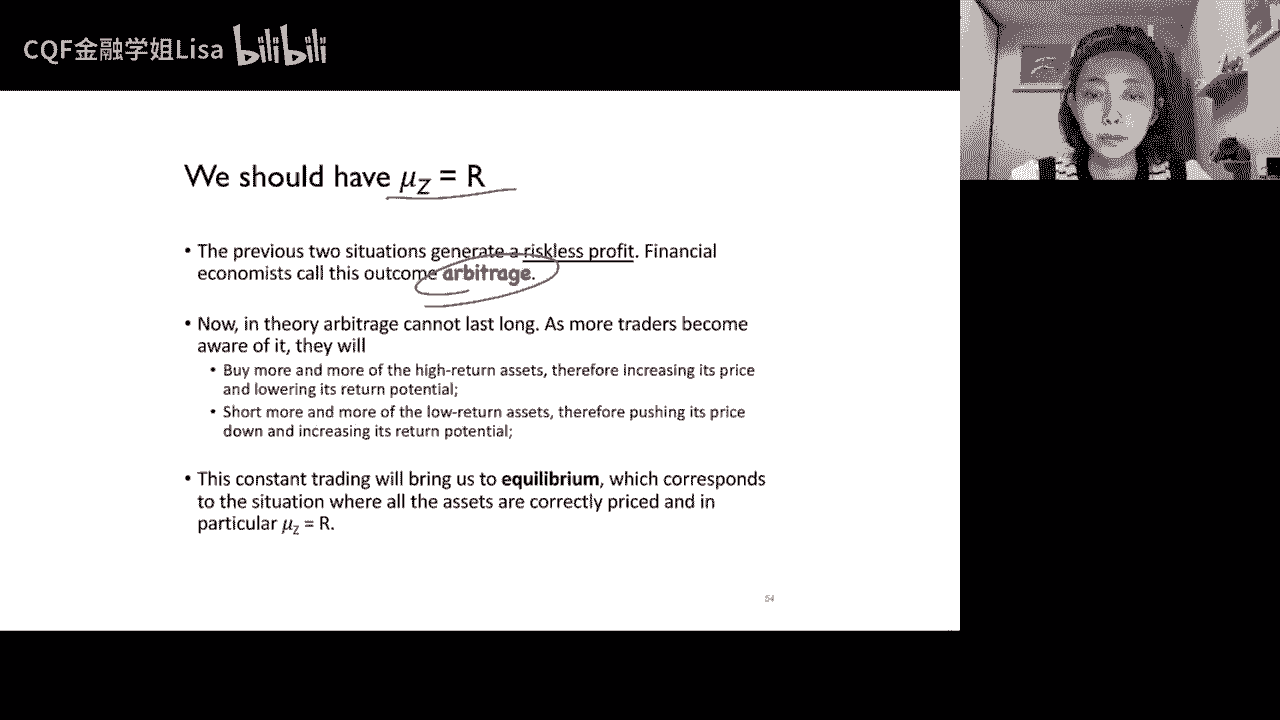 CQF金融学姐Lisa bilibili
We should have μ_Z = R
• The previous two situations generate a riskless profit. Financial
economists call this outcome arbitrage.
• Now, in theory arbitrage cannot last long. As more traders become
aware of it, they will
• Buy more and more of the high-return assets, therefore increasing its price
and lowering its return potential;
• Short more and more of the low-return assets, therefore pushing its price
down and increasing its return potential;
• This constant trading will bring us to equilibrium, which corresponds
to the situation where all the assets are correctly priced and in
particular μ_z = R.
54